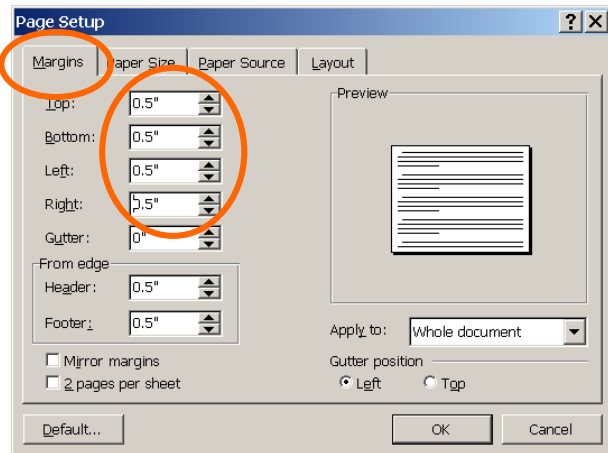 Page Setup
Margins Paper Size Paper Source Layout
Top: 0.5"
Bottom: 0.5"
Left: 0.5"
Right: 0.5"
Gutter: 0"
From edge
Header: 0.5"
Footer: 0.5"
Mirror margins
2 pages per sheet
Preview
Apply to: Whole document
Gutter position
Left Top
Default... OK Cancel